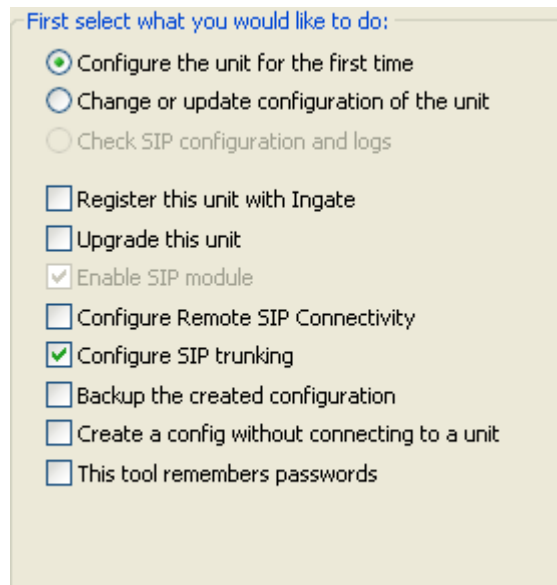 First select what you would like to do:
Configure the unit for the first time
Change or update configuration of the unit
Check SIP configuration and logs
Register this unit with Ingate
Upgrade this unit
Enable SIP module
Configure Remote SIP Connectivity
Configure SIP trunking
Backup the created configuration
Create a config without connecting to a unit
This tool remembers passwords